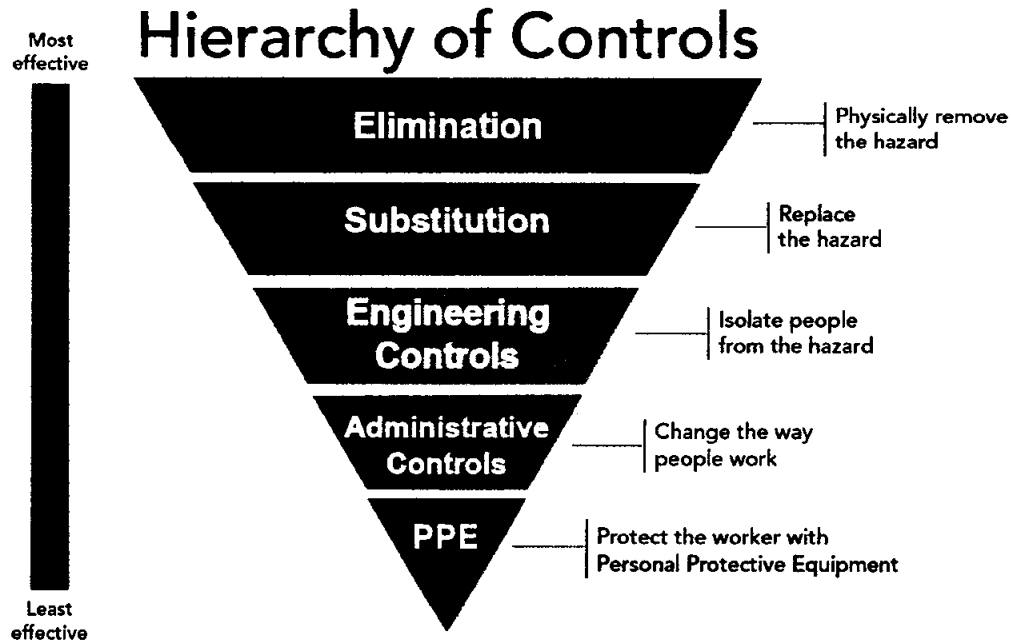 Hierarchy of Controls
Most
effective
Elimination
Physically remove
the hazard
Substitution
Replace
the hazard
Engineering
Controls
Isolate people
from the hazard
Administrative
Controls
Change the way
people work
PPE
Protect the worker with
Personal Protective Equipment
Least
effective